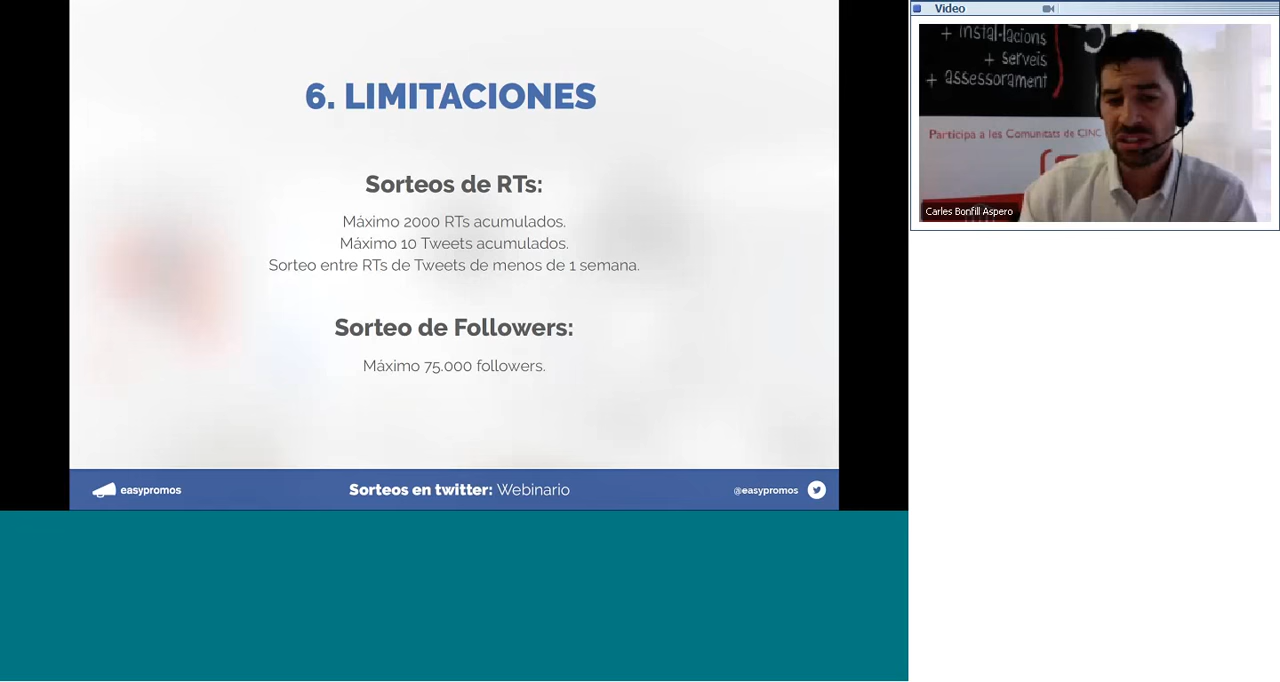 6. LIMITACIONES
Sorteos de RTs:
Máximo 2000 RTs acumulados.
Máximo 10 Tweets acumulados.
Sorteo entre RTs de Tweets de menos de 1 semana.
Sorteo de Followers:
Máximo 75.000 followers.
easypromos
Sorteos en twitter: Webinario
@easypromos
Video
+ instal·lacions
+ serveis
+ assessorament
Participa a les Comunitats de CINC
Carles Bonfill Aspero